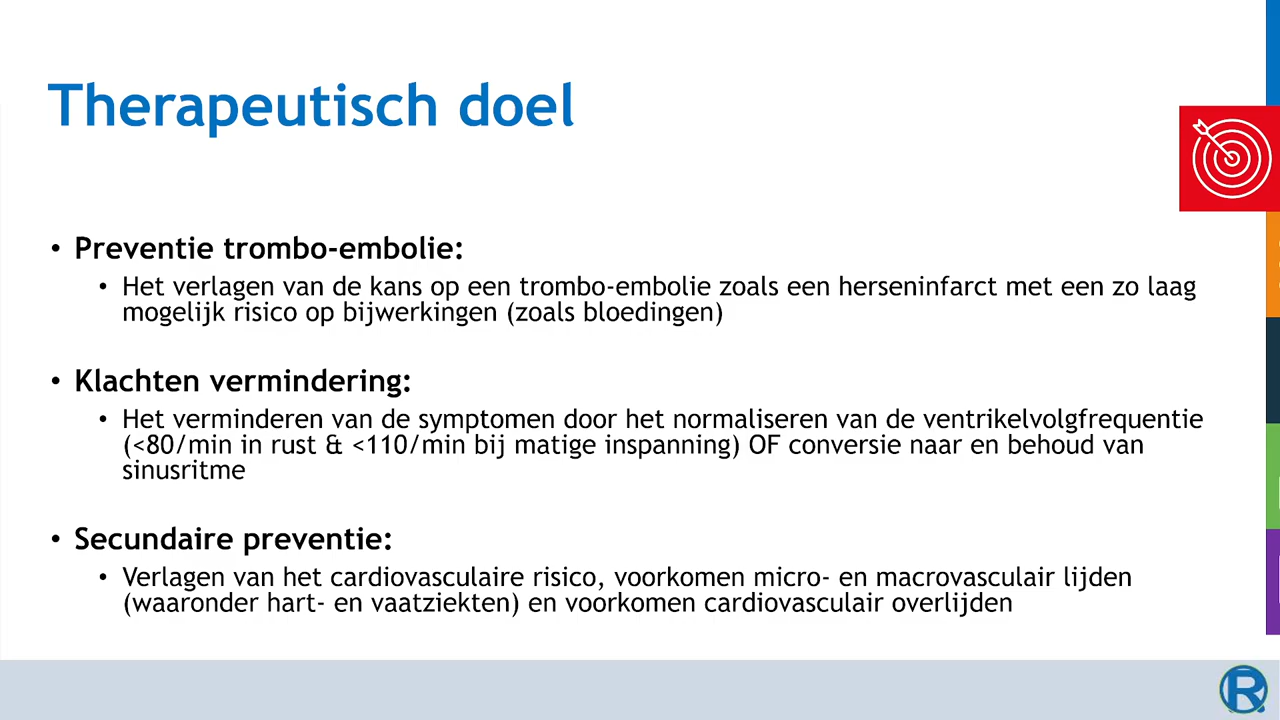 Therapeutisch doel
• Preventie trombo-embolie:
• Het verlagen van de kans op een trombo-embolie zoals een herseninfarct met een zo laag
mogelijk risico op bijwerkingen (zoals bloedingen)
• Klachten vermindering:
• Het verminderen van de symptomen door het normaliseren van de ventrikelvolgfrequentie
(<80/min in rust & <110/min bij matige inspanning) OF conversie naar en behoud van
sinusritme
• Secundaire preventie:
• Verlagen van het cardiovasculaire risico, voorkomen micro- en macrovasculair lijden
(waaronder hart- en vaatziekten) en voorkomen cardiovasculair overlijden
R